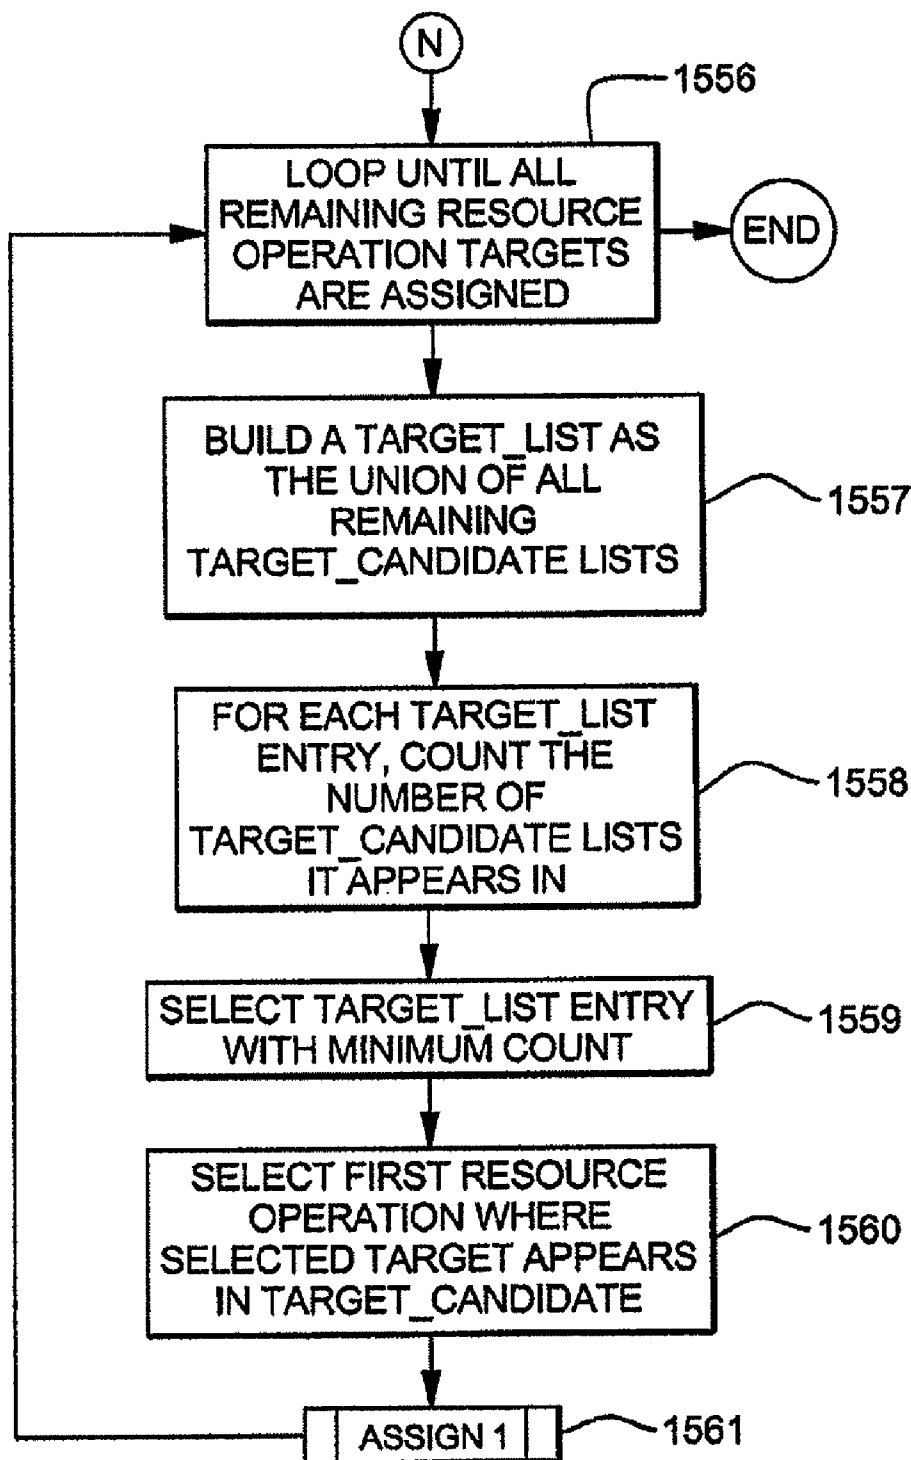 N
1556
LOOP UNTIL ALL
REMAINING RESOURCE
OPERATION TARGETS
ARE ASSIGNED
END
BUILD A TARGET_LIST AS
THE UNION OF ALL
REMAINING
TARGET_CANDIDATE LISTS
1557
FOR EACH TARGET_LIST
ENTRY, COUNT THE
NUMBER OF
TARGET_CANDIDATE LISTS
IT APPEARS IN
1558
SELECT TARGET_LIST ENTRY
WITH MINIMUM COUNT
1559
SELECT FIRST RESOURCE
OPERATION WHERE
SELECTED TARGET APPEARS
IN TARGET_CANDIDATE
1560
ASSIGN 1
1561